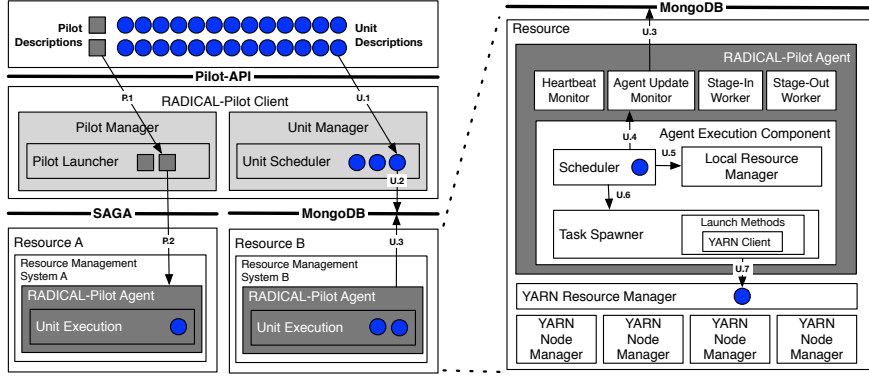 Pilot
Descriptions
Unit
Descriptions
Pilot-API
P.1
U.1
RADICAL-Pilot Client
Pilot Manager
Pilot Launcher
Unit Manager
Unit Scheduler
U.2
SAGA
MongoDB
P.2
U.3
Resource A
Resource Management
System A
RADICAL-Pilot Agent
Unit Execution
Resource B
Resource Management
System B
RADICAL-Pilot Agent
Unit Execution
MongoDB
U.3
Resource
RADICAL-Pilot Agent
Heartbeat
Monitor
Agent Update
Monitor
Stage-In
Worker
Stage-Out
Worker
U.4
Agent Execution Component
Scheduler
U.5
Local Resource
Manager
U.6
Task Spawner
Launch Methods
YARN Client
U.7
YARN Resource Manager
YARN
Node
Manager
YARN
Node
Manager
YARN
Node
Manager
YARN
Node
Manager